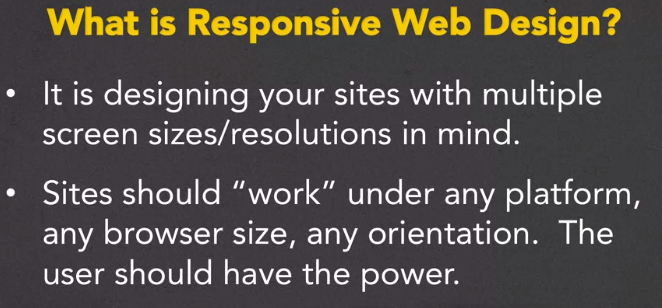 What is Responsive Web Design?
• It is designing your sites with multiple
screen sizes/resolutions in mind.
• Sites should “work” under any platform,
any browser size, any orientation.  The
user should have the power.